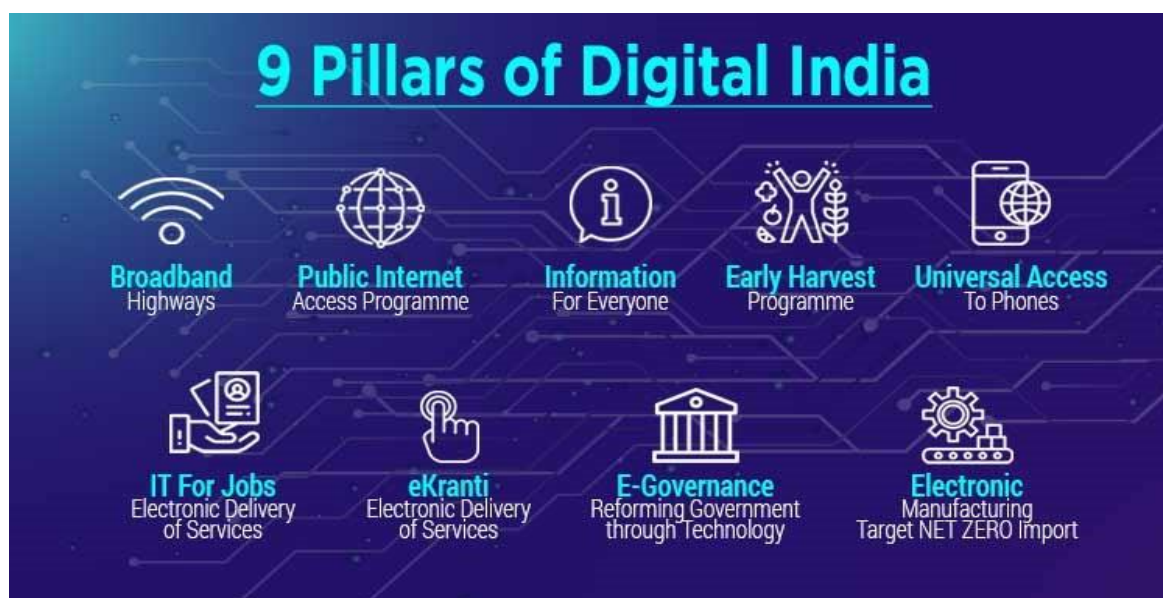 9 Pillars of Digital India
Broadband
Highways
Public Internet
Access Programme
Information
For Everyone
Early Harvest
Programme
Universal Access
To Phones
IT For Jobs
Electronic Delivery
of Services
eKranti
Electronic Delivery
of Services
E-Governance
Reforming Government
through Technology
Electronic
Manufacturing
Target NET ZERO Import